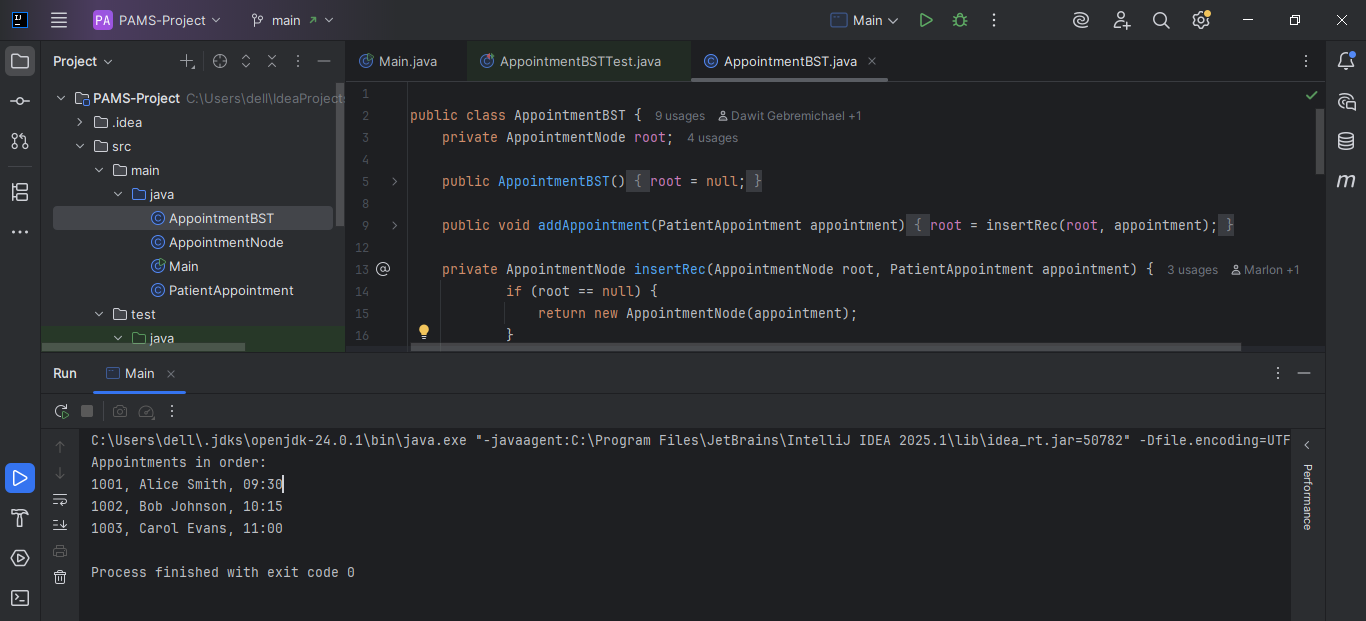 PA PAMS-Project main Main
Project
Main.java AppointmentBSTTest.java AppointmentBST.java
PAMS-Project C:\Users\dell\IdeaProject
.idea
src
main
java
AppointmentBST
AppointmentNode
Main
PatientAppointment
test
java
1
2 public class AppointmentBST { 9 usages Dawit Gebremichael +1
3 private AppointmentNode root; 4 usages
4
5 public AppointmentBST() { root = null; }
8
9 public void addAppointment(PatientAppointment appointment) { root = insertRec(root, appointment); }
12
13 @ private AppointmentNode insertRec(AppointmentNode root, PatientAppointment appointment) { 3 usages Marlon +1
14 if (root == null) {
15 return new AppointmentNode(appointment);
16 }
Run Main
C:\Users\dell\.jdks\openjdk-24.0.1\bin\java.exe "-javaagent:C:\Program Files\JetBrains\IntelliJ IDEA 2025.1\lib\idea_rt.jar=50782" -Dfile.encoding=UTF
Appointments in order:
1001, Alice Smith, 09:30
1002, Bob Johnson, 10:15
1003, Carol Evans, 11:00
Process finished with exit code 0
Performance